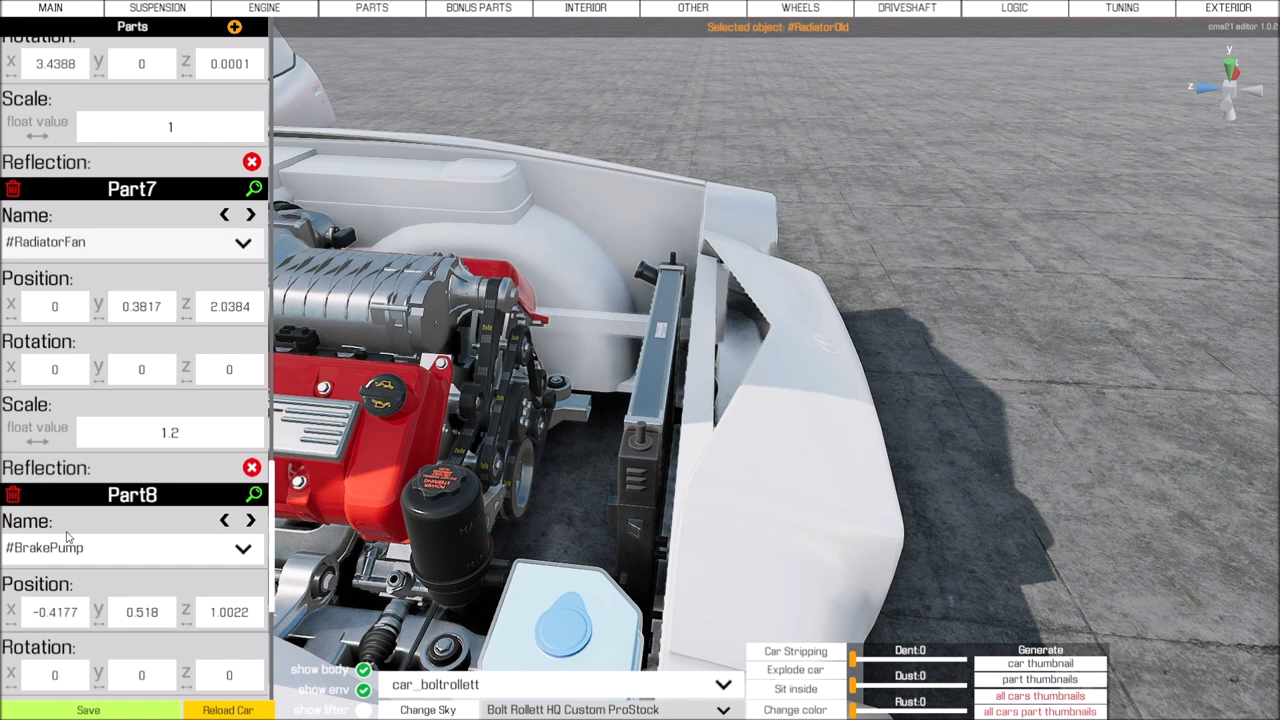 MAIN SUSPENSION ENGINE PARTS BONUS PARTS INTERIOR OTHER WHEELS DRIVESHAFT LOGIC TUNING EXTERIOR
Parts
Selected object: #RadiatorOld
cms21 editor 1.0.2
Rotation:
X 3.4388 y 0 Z 0.0001
Scale:
float value 1
Reflection:
Part7
Name: < >
#RadiatorFan
Position:
X 0 y 0.3817 Z 2.0384
Rotation:
X 0 y 0 Z 0
Scale:
float value 1.2
Reflection:
Part8
Name: < >
#BrakePump
Position:
X -0.4177 y 0.518 Z 1.0022
Rotation:
X 0 y 0 Z 0
Save Reload Car
y
z
show body
show env
show lifter
car_boltrollett
Change Sky Bolt Rollett HQ Custom ProStock
Car Stripping
Explode car
Sit inside
Change color
Dent:0
Dust:0
Rust:0
Generate
car thumbnail
part thumbnails
all cars thumbnails
all cars part thumbnails